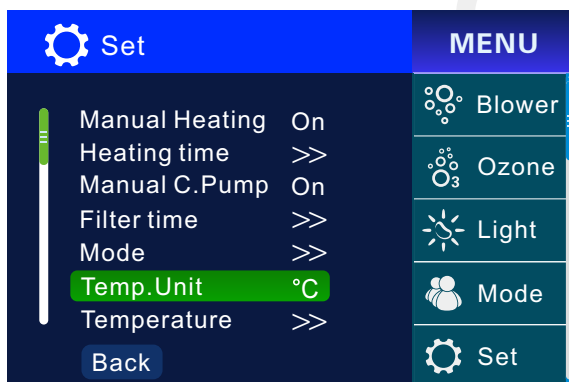 Set
Manual Heating On
Heating time >>
Manual C.Pump On
Filter time >>
Mode >>
Temp.Unit °C
Temperature >>
Back
MENU
Blower
O₃ Ozone
Light
Mode
Set